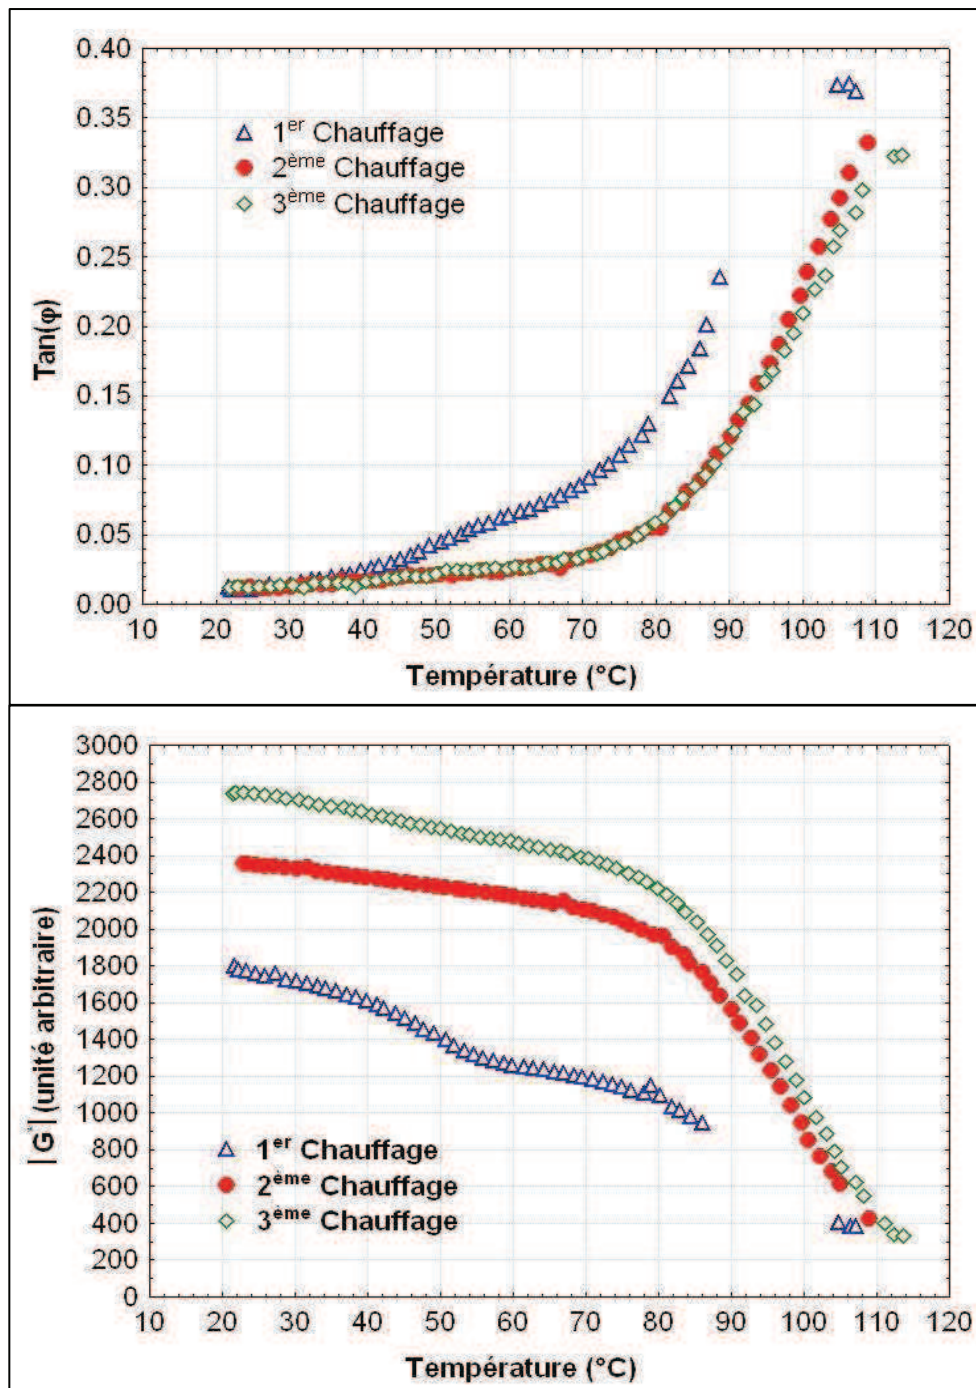 0.40
0.35
0.30
0.25
0.20
0.15
0.10
0.05
0.00
Tan(φ)
1er Chauffage
2ème Chauffage
3ème Chauffage
10 20 30 40 50 60 70 80 90 100 110 120
Température (°C)
3000
2800
2600
2400
2200
2000
1800
1600
1400
1200
1000
800
600
400
200
0
|G*| (unité arbitraire)
1er Chauffage
2ème Chauffage
3ème Chauffage
10 20 30 40 50 60 70 80 90 100 110 120
Température (°C)